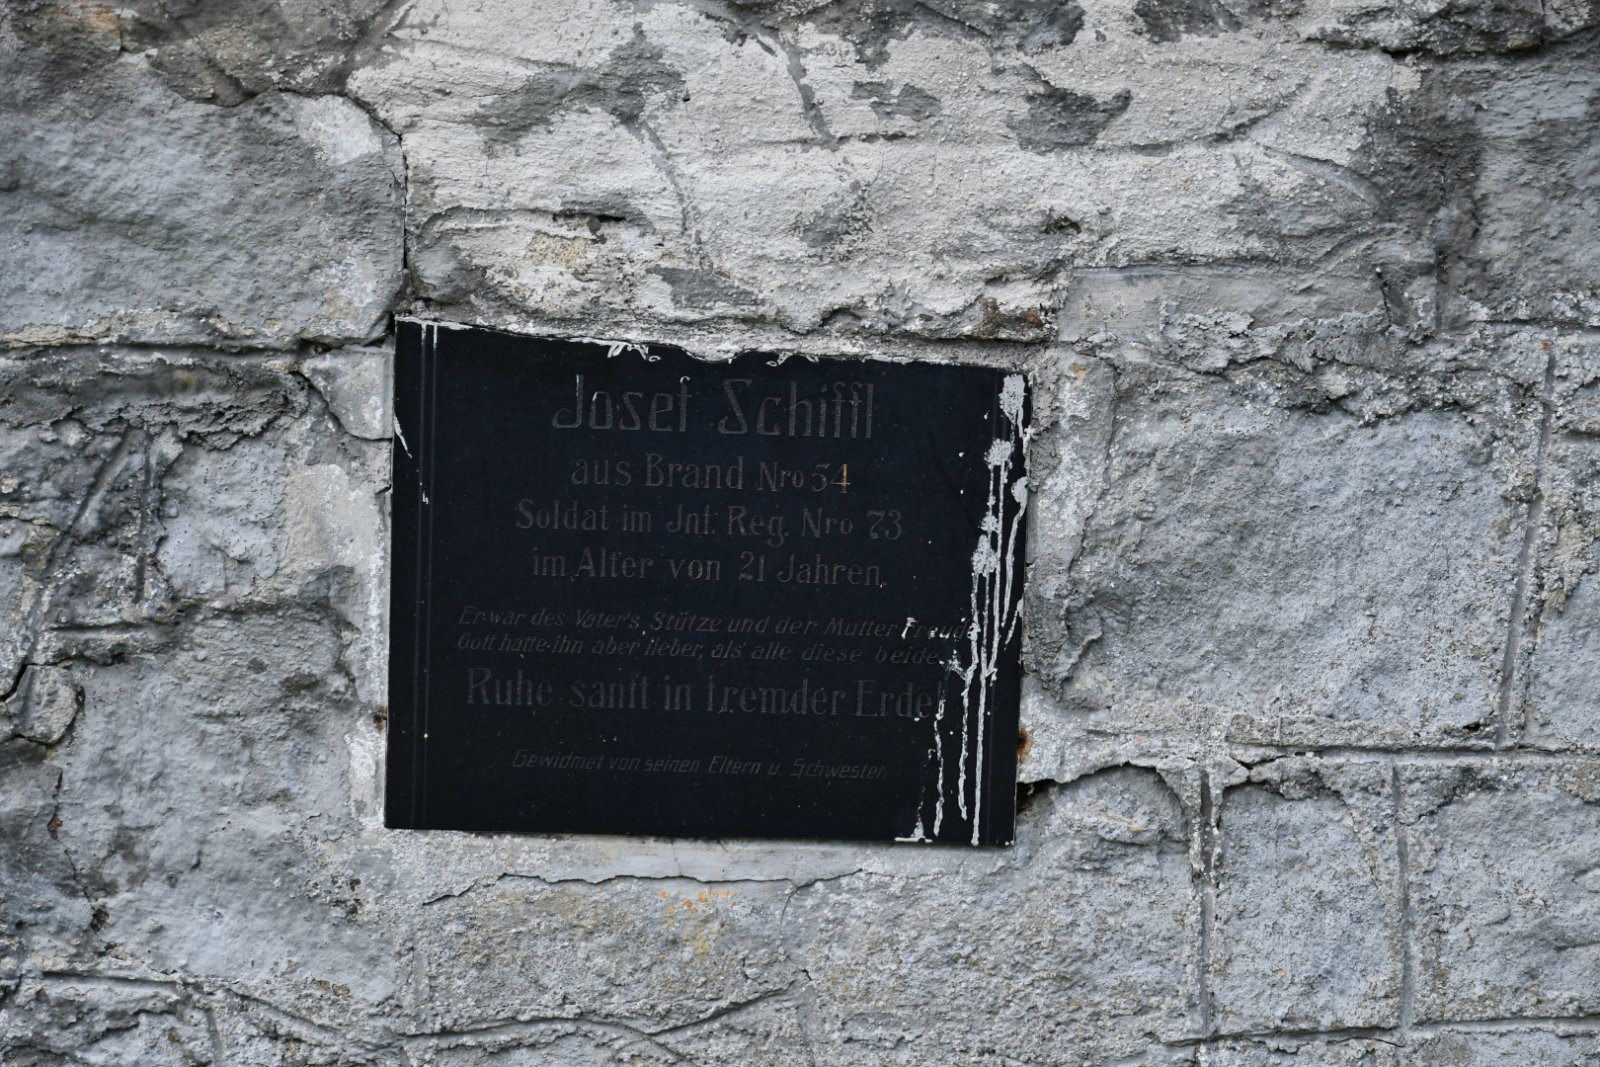 Josef Schiffl
aus Brand Nro 54
Soldat im Jnf. Reg. Nro 73
im Alter von 21 Jahren.
Er war des Vater's Stütze und der Mutter Freude
Gott hatte ihn aber lieber, als alle diese beide.
Ruhe sanft in fremder Erde!
Gewidmet von seinen Eltern u. Schwester.